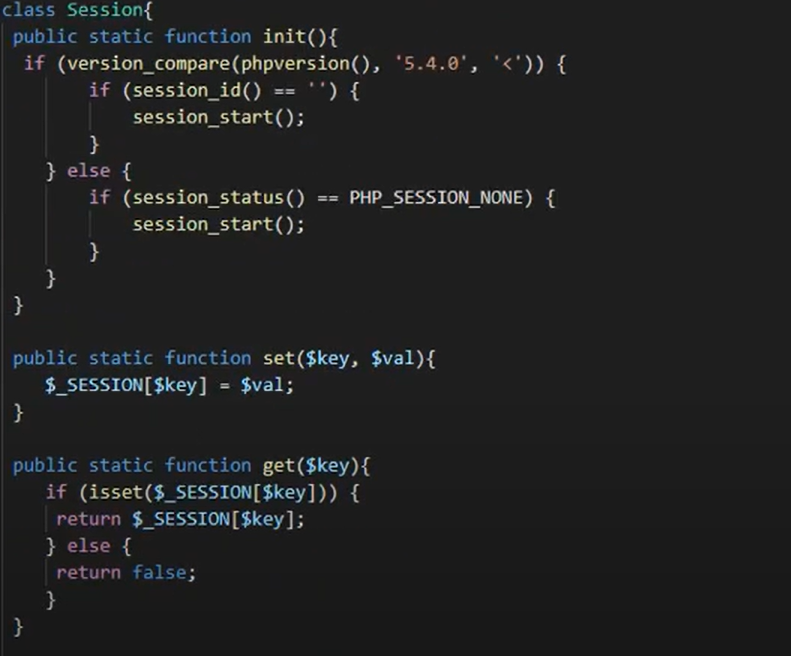 class Session{
public static function init(){
if (version_compare(phpversion(), '5.4.0', '<')) {
if (session_id() == '') {
session_start();
}
} else {
if (session_status() == PHP_SESSION_NONE) {
session_start();
}
}
}
public static function set($key, $val){
$_SESSION[$key] = $val;
}
public static function get($key){
if (isset($_SESSION[$key])) {
return $_SESSION[$key];
} else {
return false;
}
}